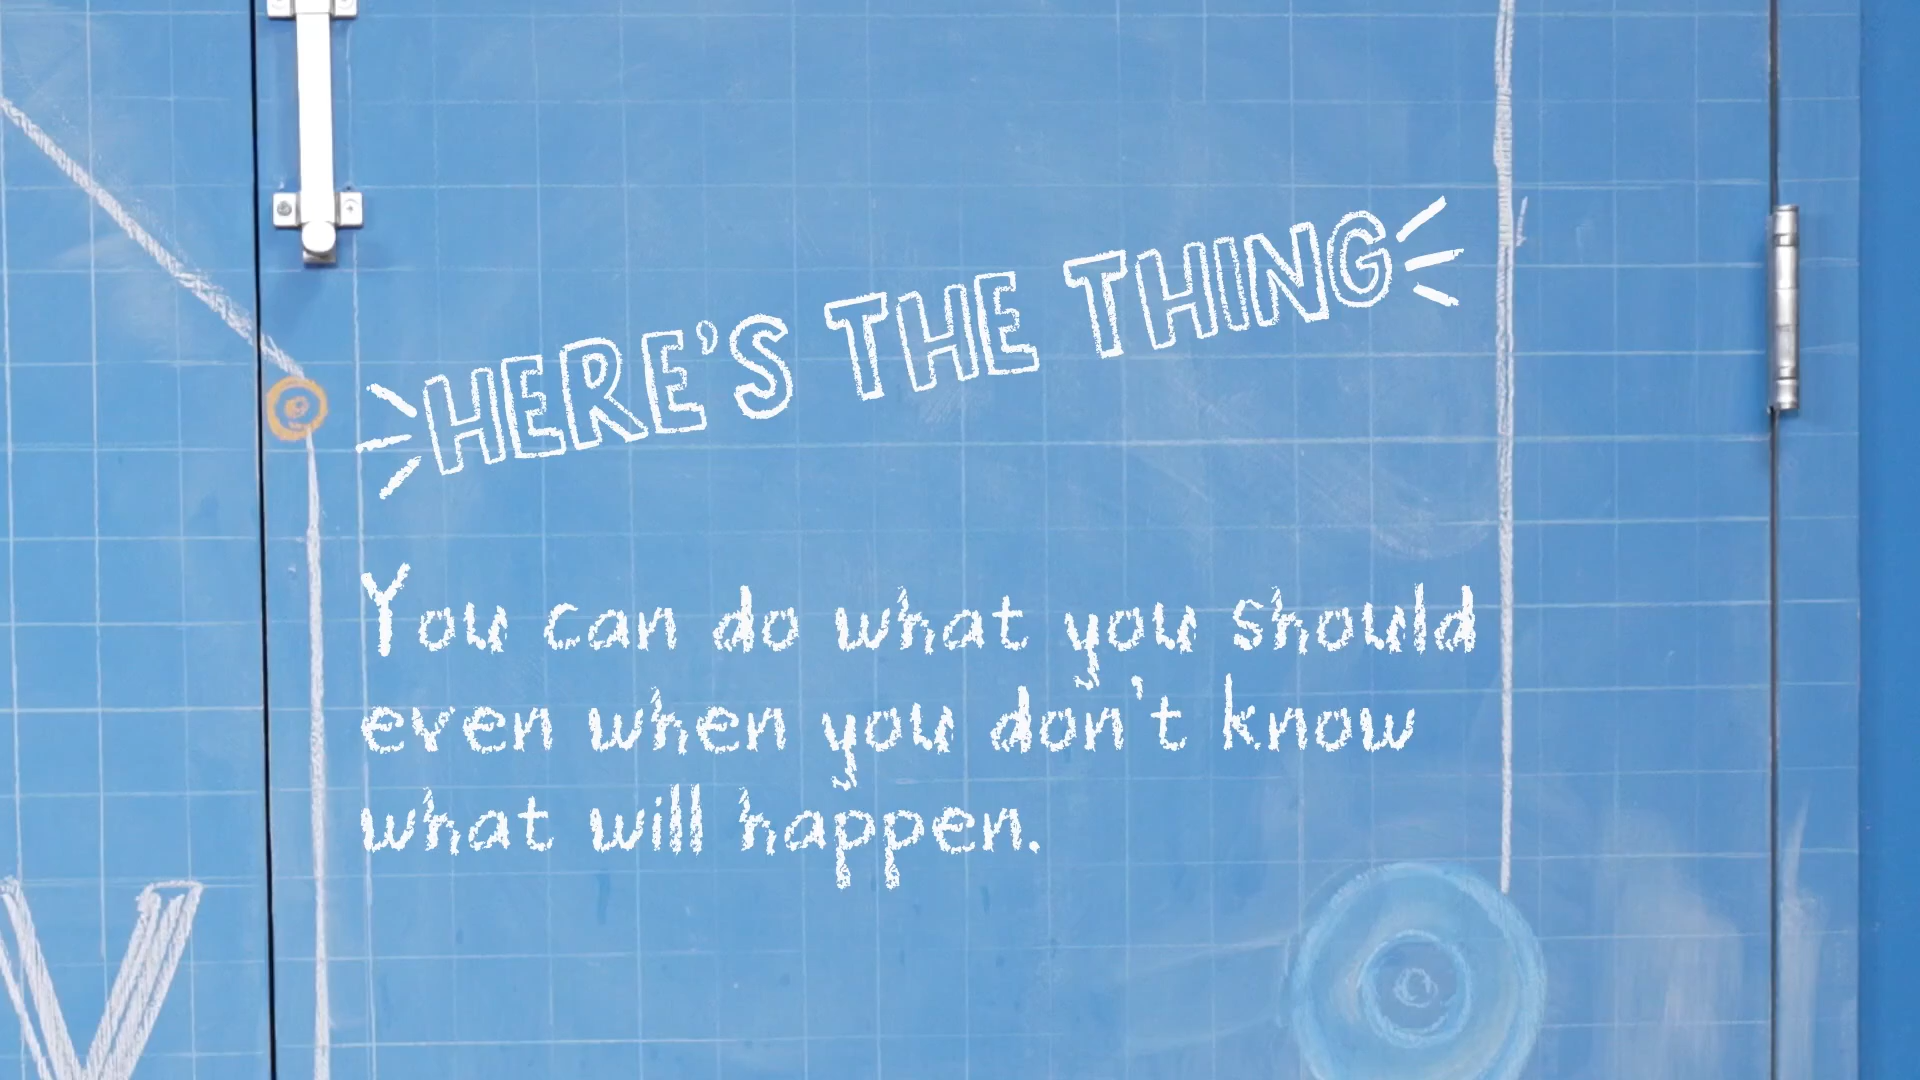 HERE'S THE THING
You can do what you should
even when you don't know
what will happen.
V